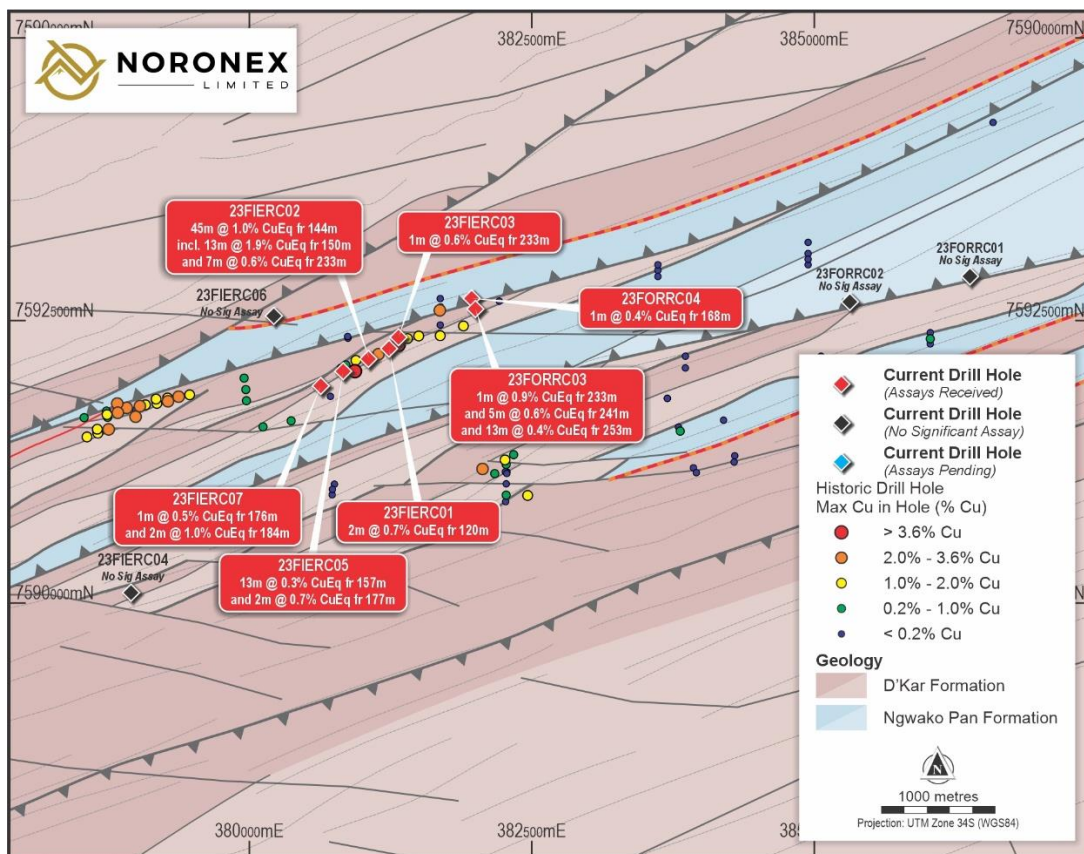 7590000mN
382500mE
385000mE
7590000mN
NORONEX
LIMITED
23FIERC02
45m @ 1.0% CuEq fr 144m
incl. 13m @ 1.9% CuEq fr 150m
and 7m @ 0.6% CuEq fr 233m
23FIERC03
1m @ 0.6% CuEq fr 233m
23FORRC01
No Sig Assay
23FORRC02
No Sig Assay
23FIERC06
No Sig Assay
23FORRC04
1m @ 0.4% CuEq fr 168m
7592500mN
7592500mN
23FORRC03
1m @ 0.9% CuEq fr 233m
and 5m @ 0.6% CuEq fr 241m
and 13m @ 0.4% CuEq fr 253m
23FIERC07
1m @ 0.5% CuEq fr 176m
and 2m @ 1.0% CuEq fr 184m
23FIERC01
2m @ 0.7% CuEq fr 120m
23FIERC04
No Sig Assay
23FIERC05
13m @ 0.3% CuEq fr 157m
and 2m @ 0.7% CuEq fr 177m
7590000mN
7590000mN
380000mE
382500mE
Current Drill Hole
(Assays Received)
Current Drill Hole
(No Significant Assay)
Current Drill Hole
(Assays Pending)
Historic Drill Hole
Max Cu in Hole (% Cu)
> 3.6% Cu
2.0% - 3.6% Cu
1.0% - 2.0% Cu
0.2% - 1.0% Cu
< 0.2% Cu
Geology
D'Kar Formation
Ngwako Pan Formation
N
1000 metres
Projection: UTM Zone 34S (WGS84)